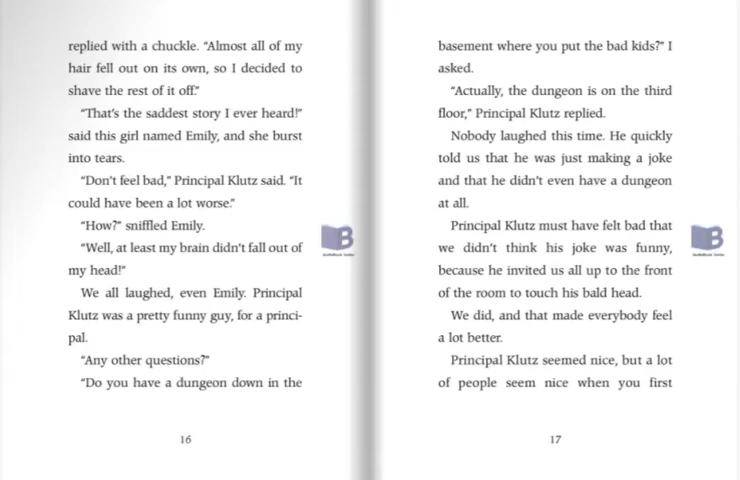 replied with a chuckle. “Almost all of my
hair fell out on its own, so I decided to
shave the rest of it off.”
“That’s the saddest story I ever heard!”
said this girl named Emily, and she burst
into tears.
“Don’t feel bad,” Principal Klutz said. “It
could have been a lot worse.”
“How?” sniffled Emily.
“Well, at least my brain didn’t fall out of
my head!”
We all laughed, even Emily. Principal
Klutz was a pretty funny guy, for a princi-
pal.
“Any other questions?”
“Do you have a dungeon down in the
16
basement where you put the bad kids?” I
asked.
“Actually, the dungeon is on the third
floor,” Principal Klutz replied.
Nobody laughed this time. He quickly
told us that he was just making a joke
and that he didn’t even have a dungeon
at all.
Principal Klutz must have felt bad that
we didn’t think his joke was funny,
because he invited us all up to the front
of the room to touch his bald head.
We did, and that made everybody feel
a lot better.
Principal Klutz seemed nice, but a lot
of people seem nice when you first
17
B
B